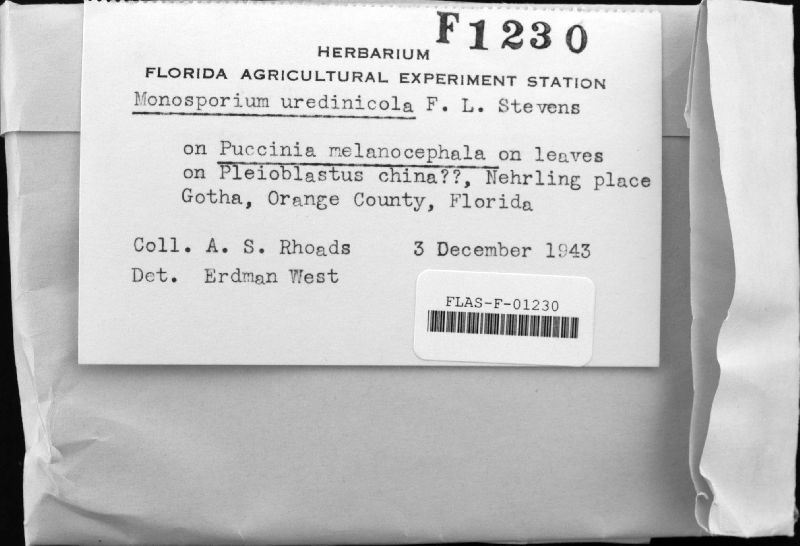 F1230
HERBARIUM
FLORIDA AGRICULTURAL EXPERIMENT STATION
Monosporium uredinicola F. L. Stevens
on Puccinia melanocephala on leaves
on Pleioblastus china??, Nehrling place
Gotha, Orange County, Florida
Coll. A. S. Rhoads 3 December 1943
Det. Erdman West
FLAS-F-01230